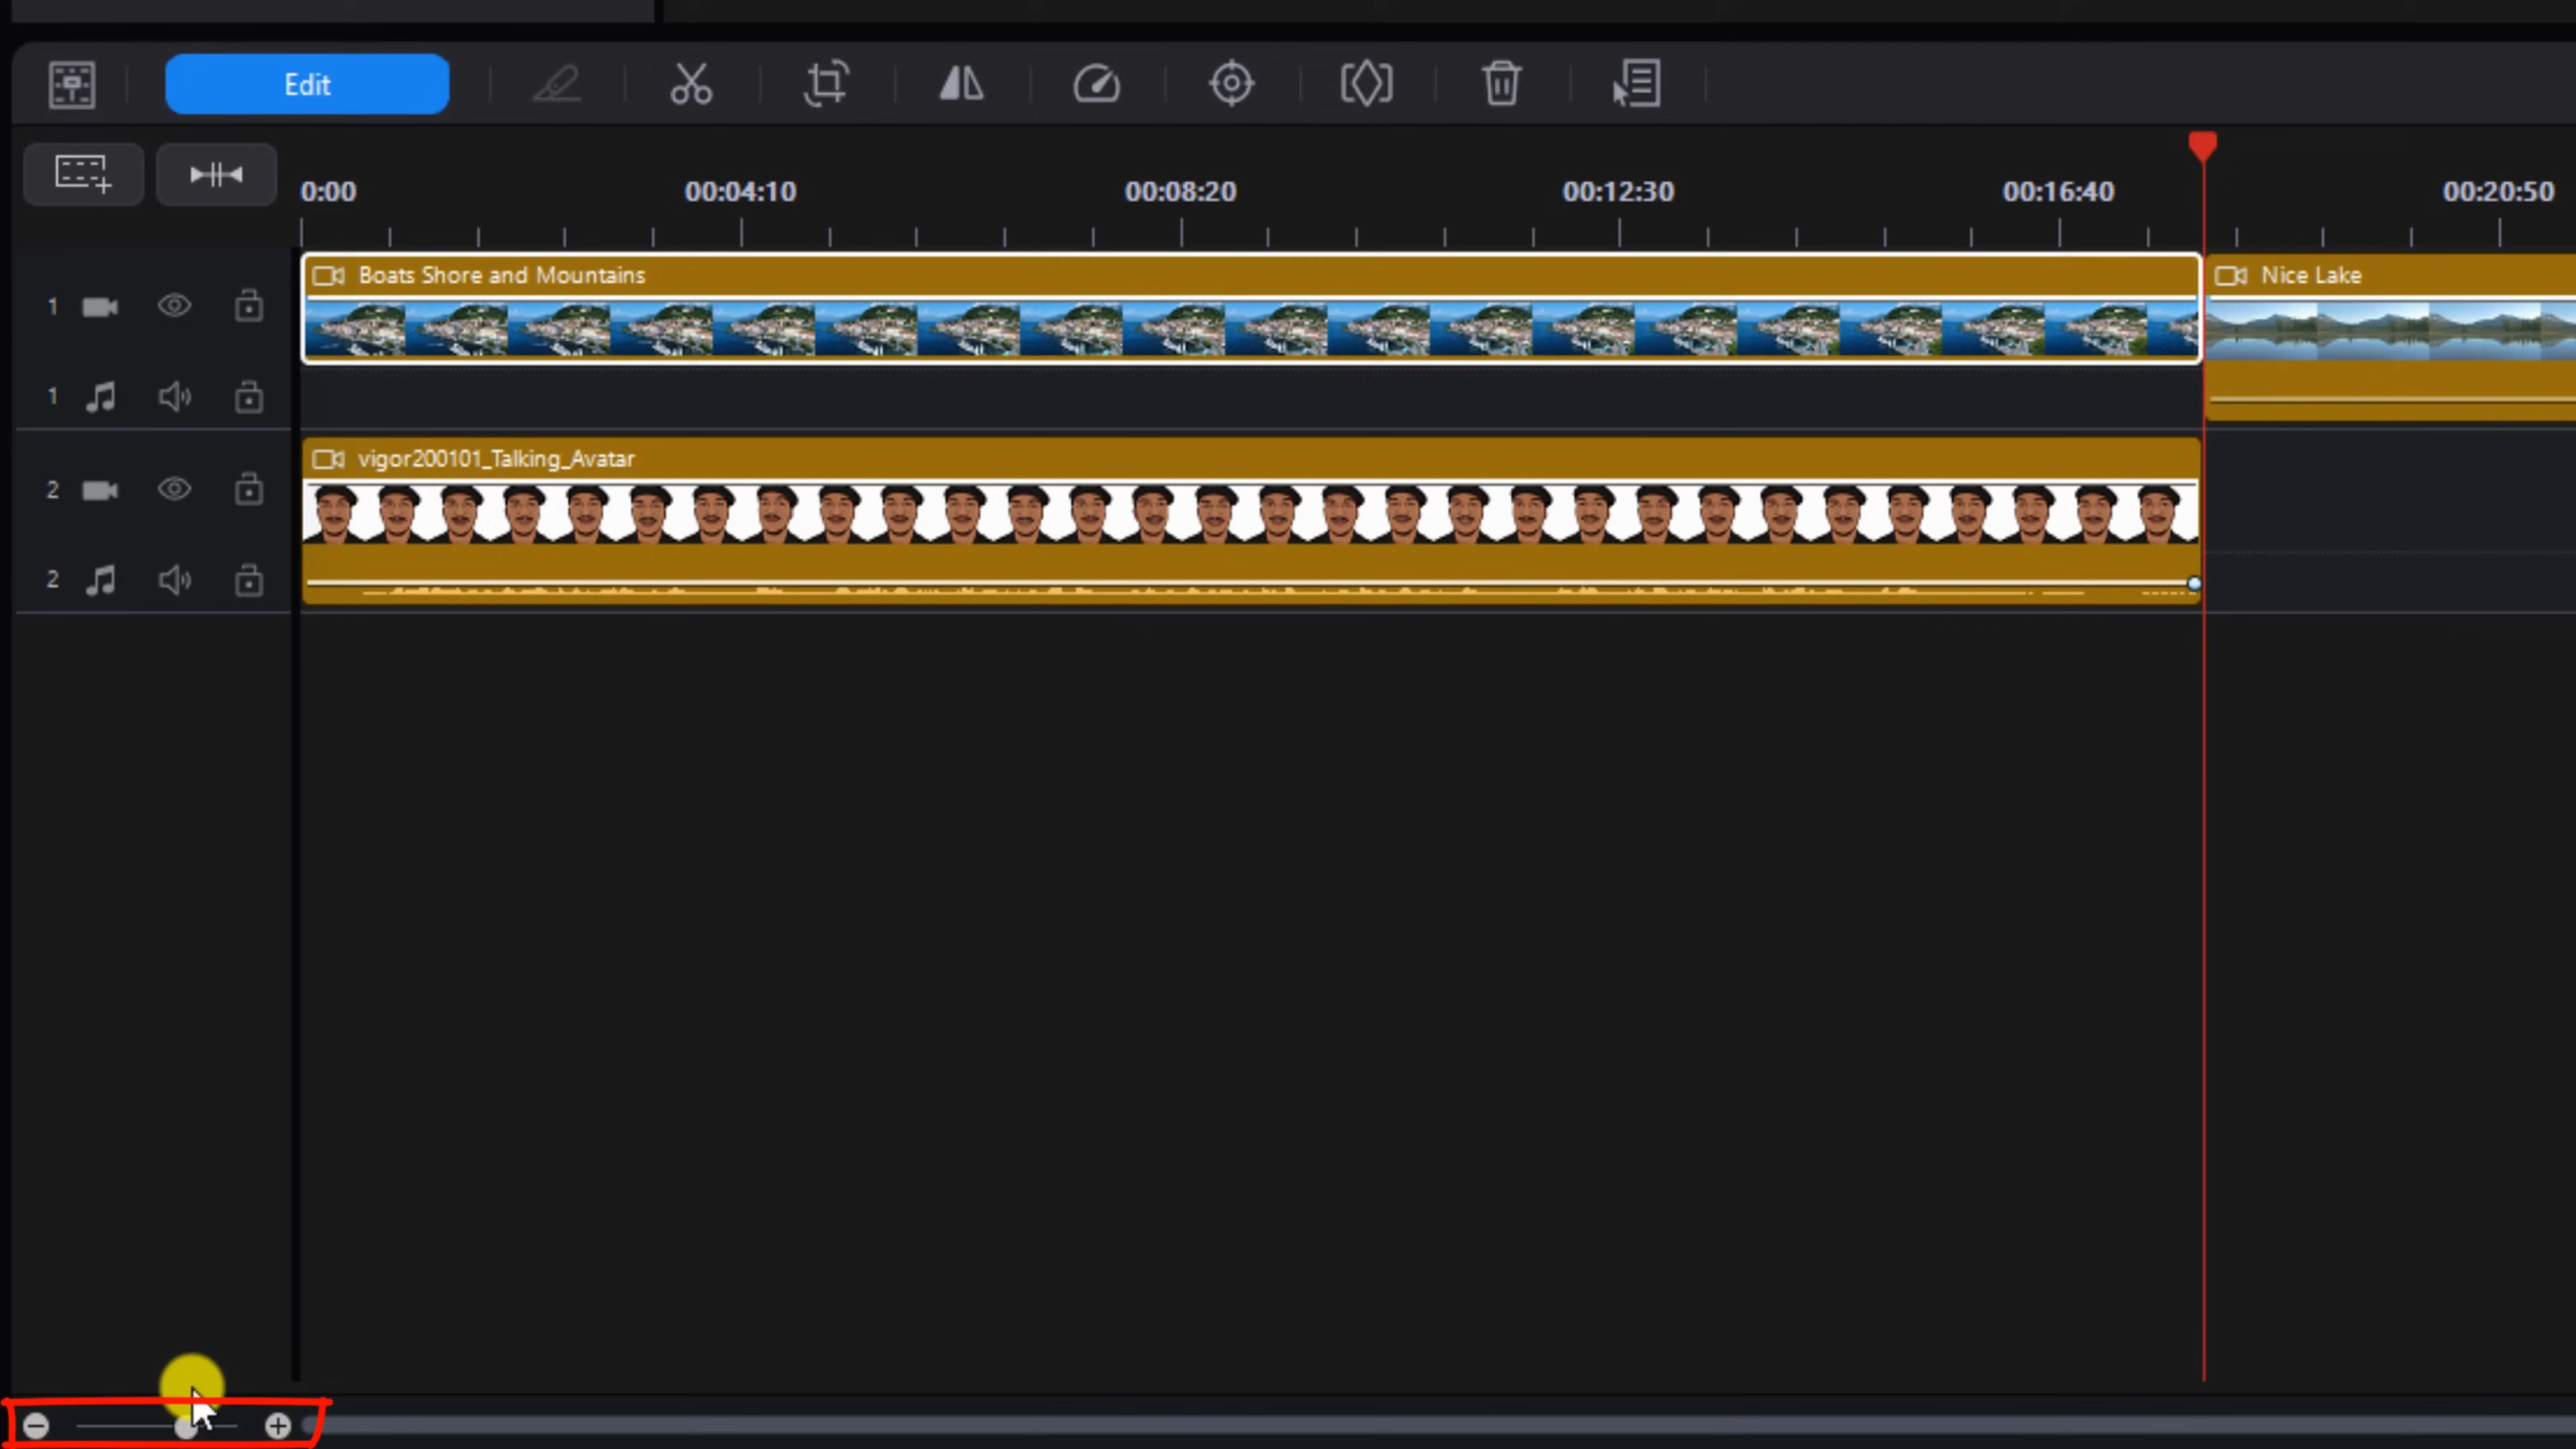 Edit
0:00 00:04:10 00:08:20 00:12:30 00:16:40 00:20:50
1 Boats Shore and Mountains Nice Lake
1
2 vigor200101_Talking_Avatar
2